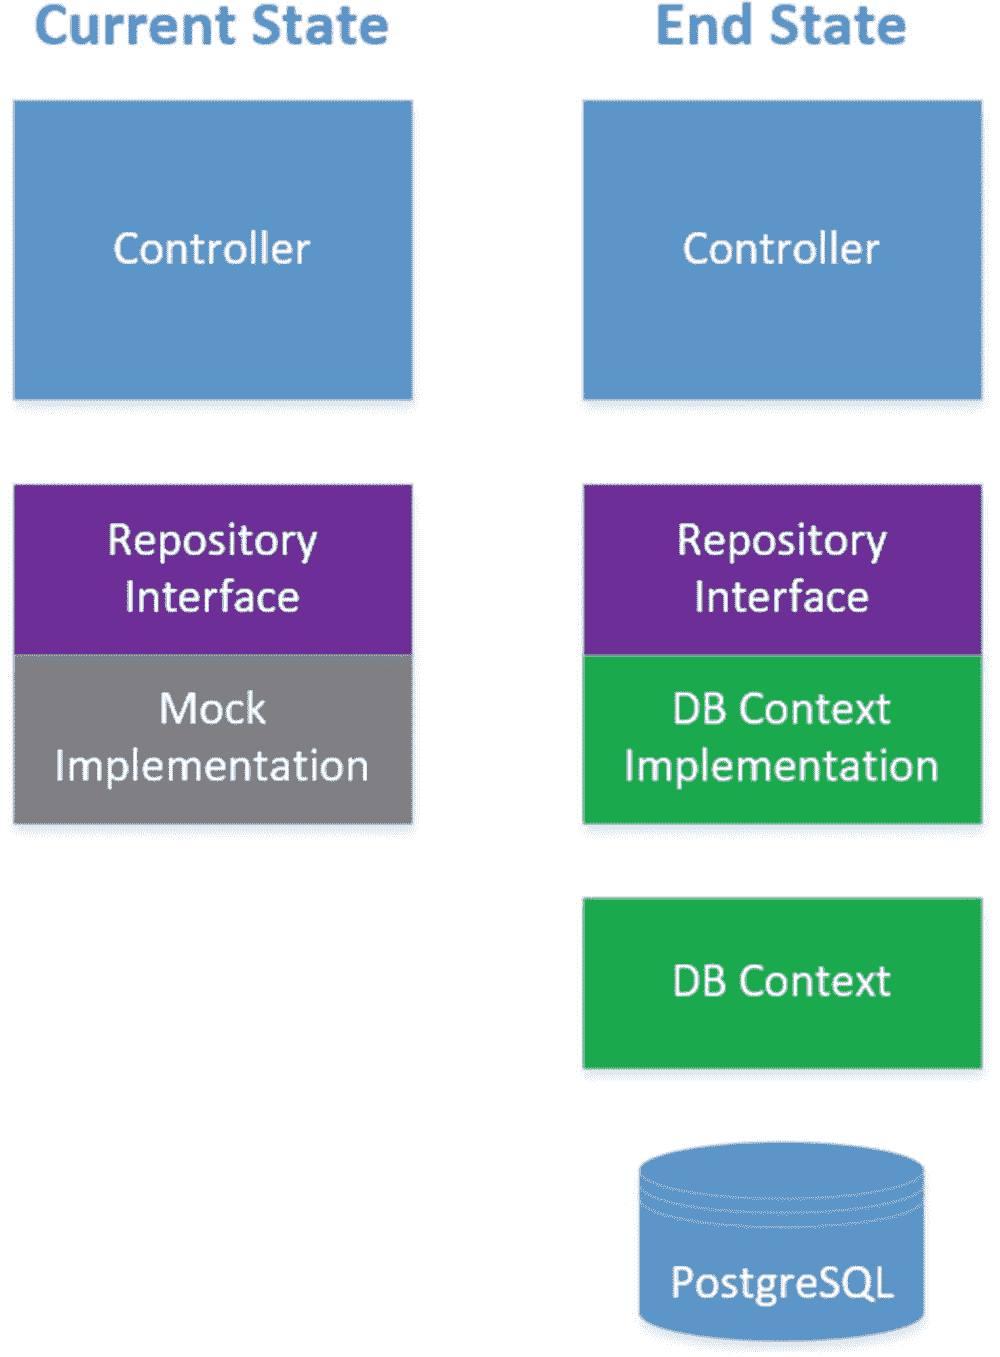 Current State
End State
Controller
Controller
Repository
Interface
Repository
Interface
Mock
Implementation
DB Context
Implementation
DB Context
PostgreSQL